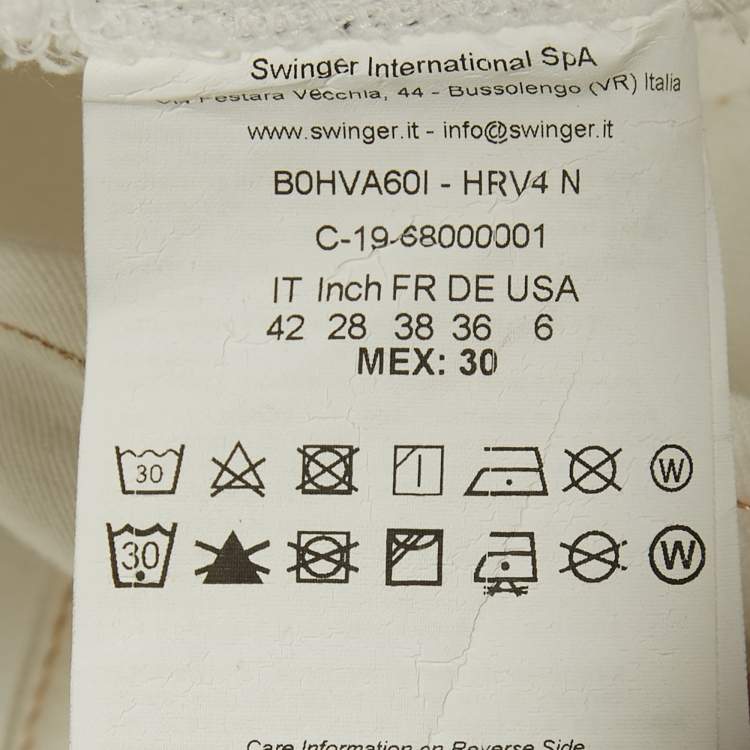 Swinger International SpA
Via Pestara Vecchia, 44 - Bussolengo (VR) Italia
www.swinger.it - info@swinger.it
B0HVA60I - HRV4 N
C-19-68000001
IT Inch FR DE USA
42 28 38 36 6
MEX: 30
30 W
30 W
Care Information on Reverse Side